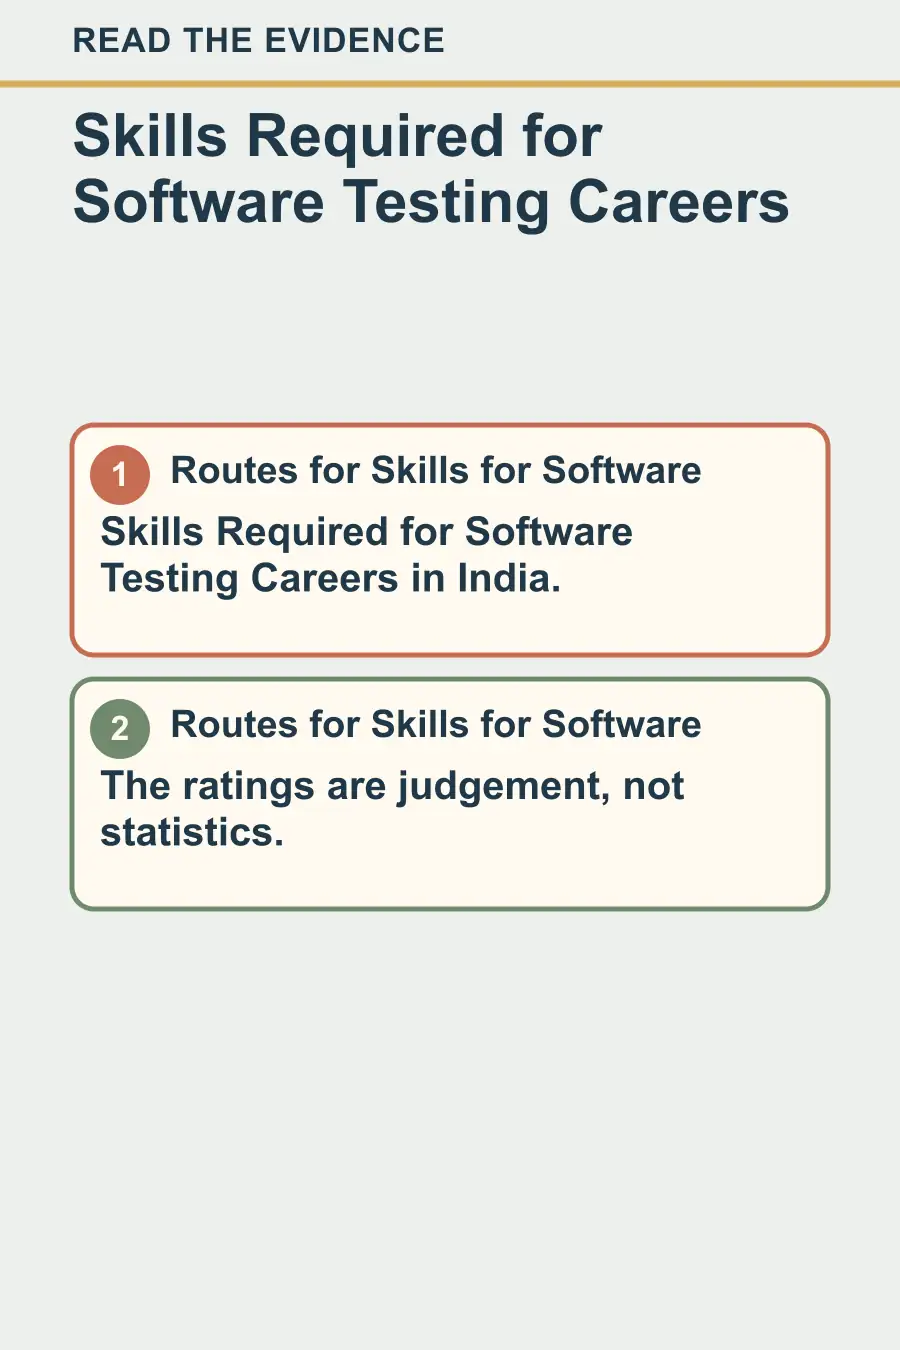 READ THE EVIDENCE
Skills Required for
Software Testing Careers
1 Routes for Skills for Software
Skills Required for Software
Testing Careers in India.
2 Routes for Skills for Software
The ratings are judgement, not
statistics.